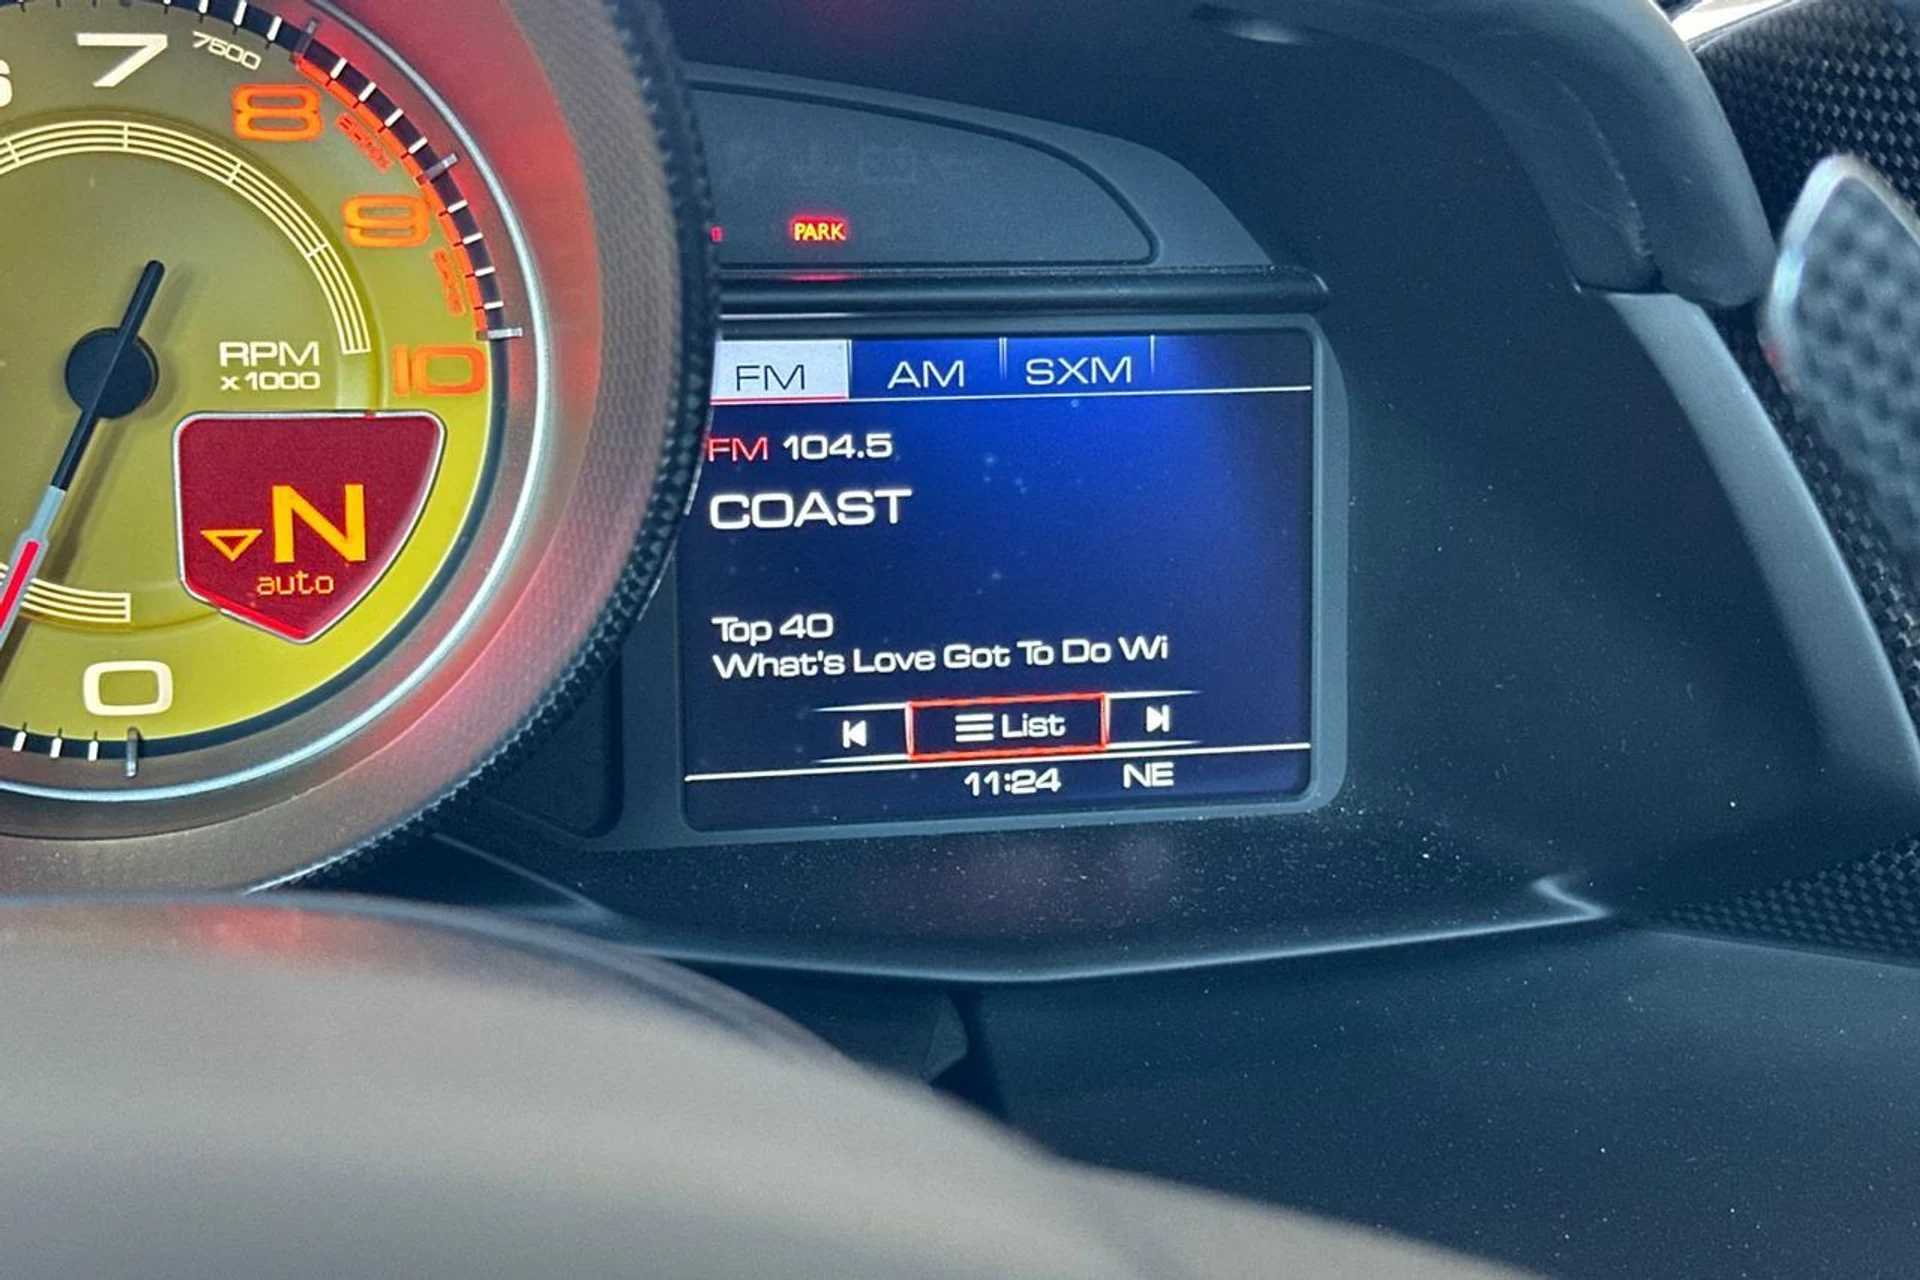 7
7500
8
9
10
RPM
x1000
N
auto
0
PARK
FM AM SXM
FM 104.5
COAST
Top 40
What's Love Got To Do Wi
List
11:24 NE